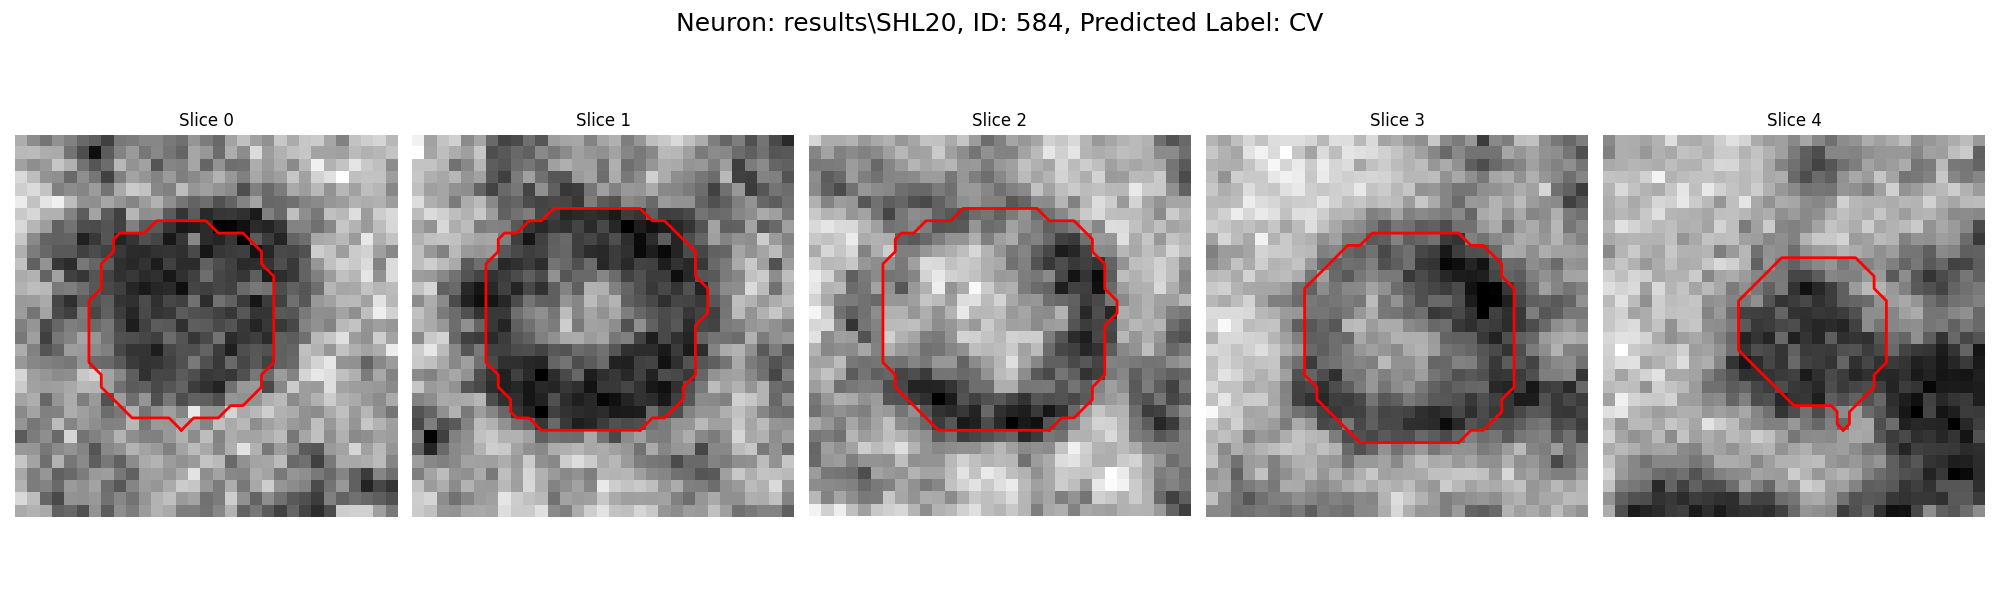 Neuron: results\SHL20, ID: 584, Predicted Label: CV
Slice 0
Slice 1
Slice 2
Slice 3
Slice 4